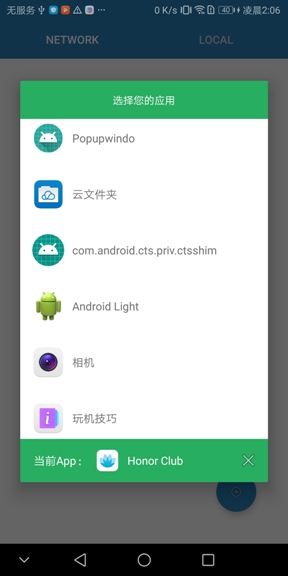 无服务 0 K/s 40 凌晨2:06
NETWORK LOCAL
选择您的应用
Popupwindo
云文件夹
com.android.cts.priv.ctsshim
Android Light
相机
玩机技巧
当前App： Honor Club